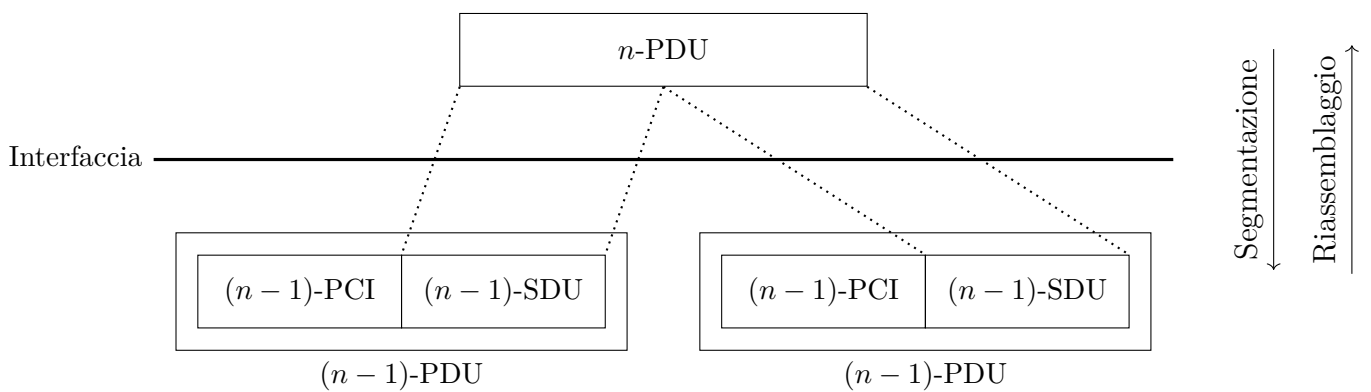 n-PDU
Interfaccia
Segmentazione
Riassemblaggio
(n − 1)-PCI
(n − 1)-SDU
(n − 1)-PCI
(n − 1)-SDU
(n − 1)-PDU
(n − 1)-PDU